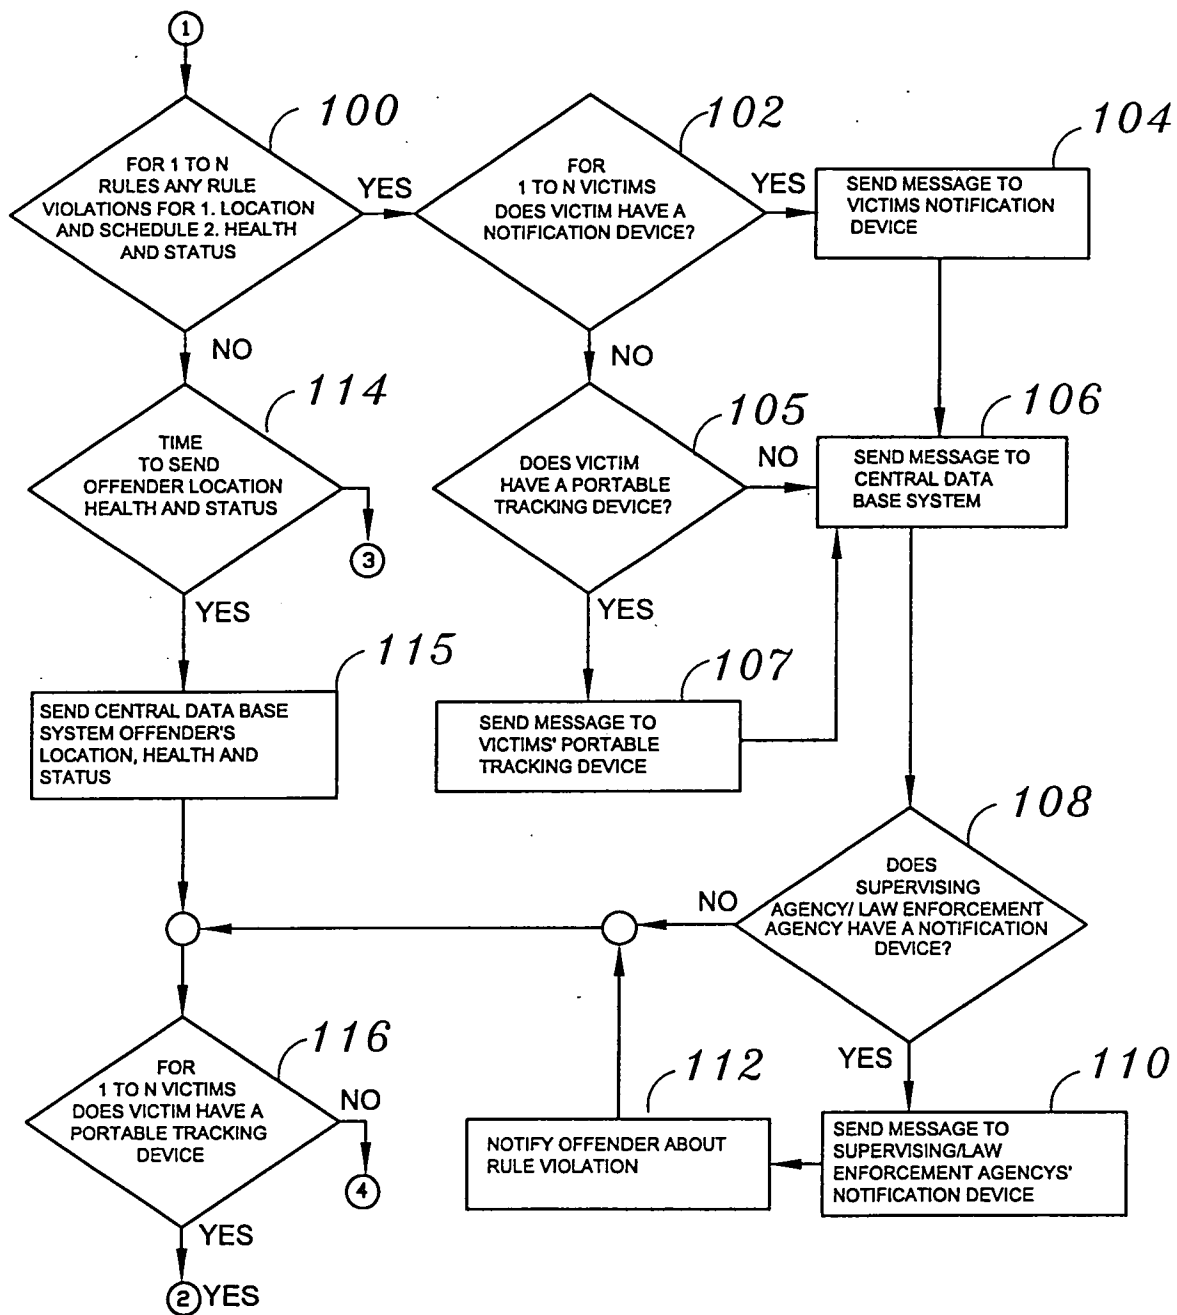 1
100
FOR 1 TO N
RULES ANY RULE
VIOLATIONS FOR 1. LOCATION
AND SCHEDULE 2. HEALTH
AND STATUS
YES
102
FOR
1 TO N VICTIMS
DOES VICTIM HAVE A
NOTIFICATION DEVICE?
YES
104
SEND MESSAGE TO
VICTIMS NOTIFICATION
DEVICE
NO
NO
114
TIME
TO SEND
OFFENDER LOCATION
HEALTH AND STATUS
3
YES
105
DOES VICTIM
HAVE A PORTABLE
TRACKING DEVICE?
NO
YES
106
SEND MESSAGE TO
CENTRAL DATA
BASE SYSTEM
115
SEND CENTRAL DATA BASE
SYSTEM OFFENDER'S
LOCATION, HEALTH AND
STATUS
107
SEND MESSAGE TO
VICTIMS' PORTABLE
TRACKING DEVICE
108
DOES
SUPERVISING
AGENCY/ LAW ENFORCEMENT
AGENCY HAVE A NOTIFICATION
DEVICE?
NO
YES
116
FOR
1 TO N VICTIMS
DOES VICTIM HAVE A
PORTABLE TRACKING
DEVICE
NO
4
112
NOTIFY OFFENDER ABOUT
RULE VIOLATION
110
SEND MESSAGE TO
SUPERVISING/LAW
ENFORCEMENT AGENCYS'
NOTIFICATION DEVICE
YES
2 YES